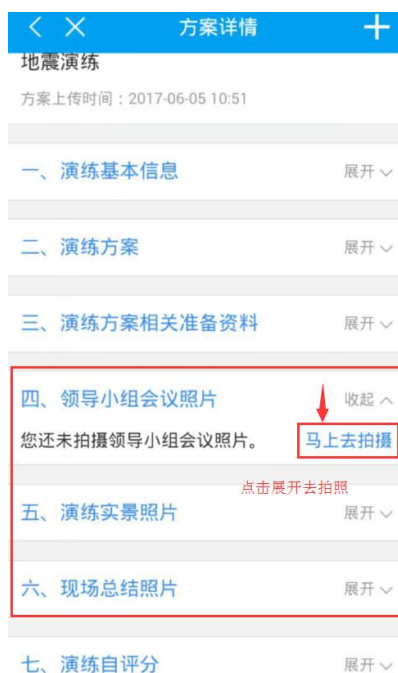 方案详情
地震演练
方案上传时间：2017-06-05 10:51
一、演练基本信息 展开
二、演练方案 展开
三、演练方案相关准备资料 展开
四、领导小组会议照片 收起
您还未拍摄领导小组会议照片。 马上去拍摄
点击展开去拍照
五、演练实景照片 展开
六、现场总结照片 展开
七、演练自评分 展开